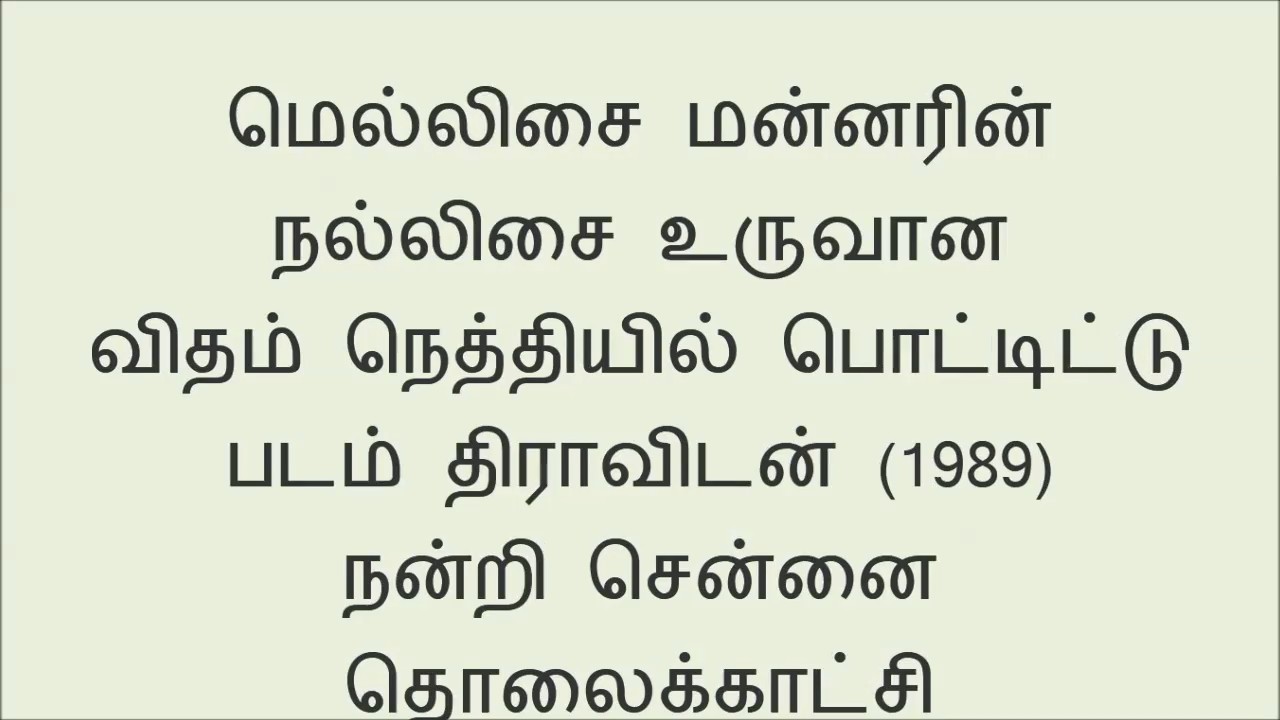 மெல்லிசை மன்னரின்
நல்லிசை உருவான
விதம் நெத்தியில் பொட்டிட்டு
படம் திராவிடன் (1989)
நன்றி சென்னை
தொலைக்காட்சி